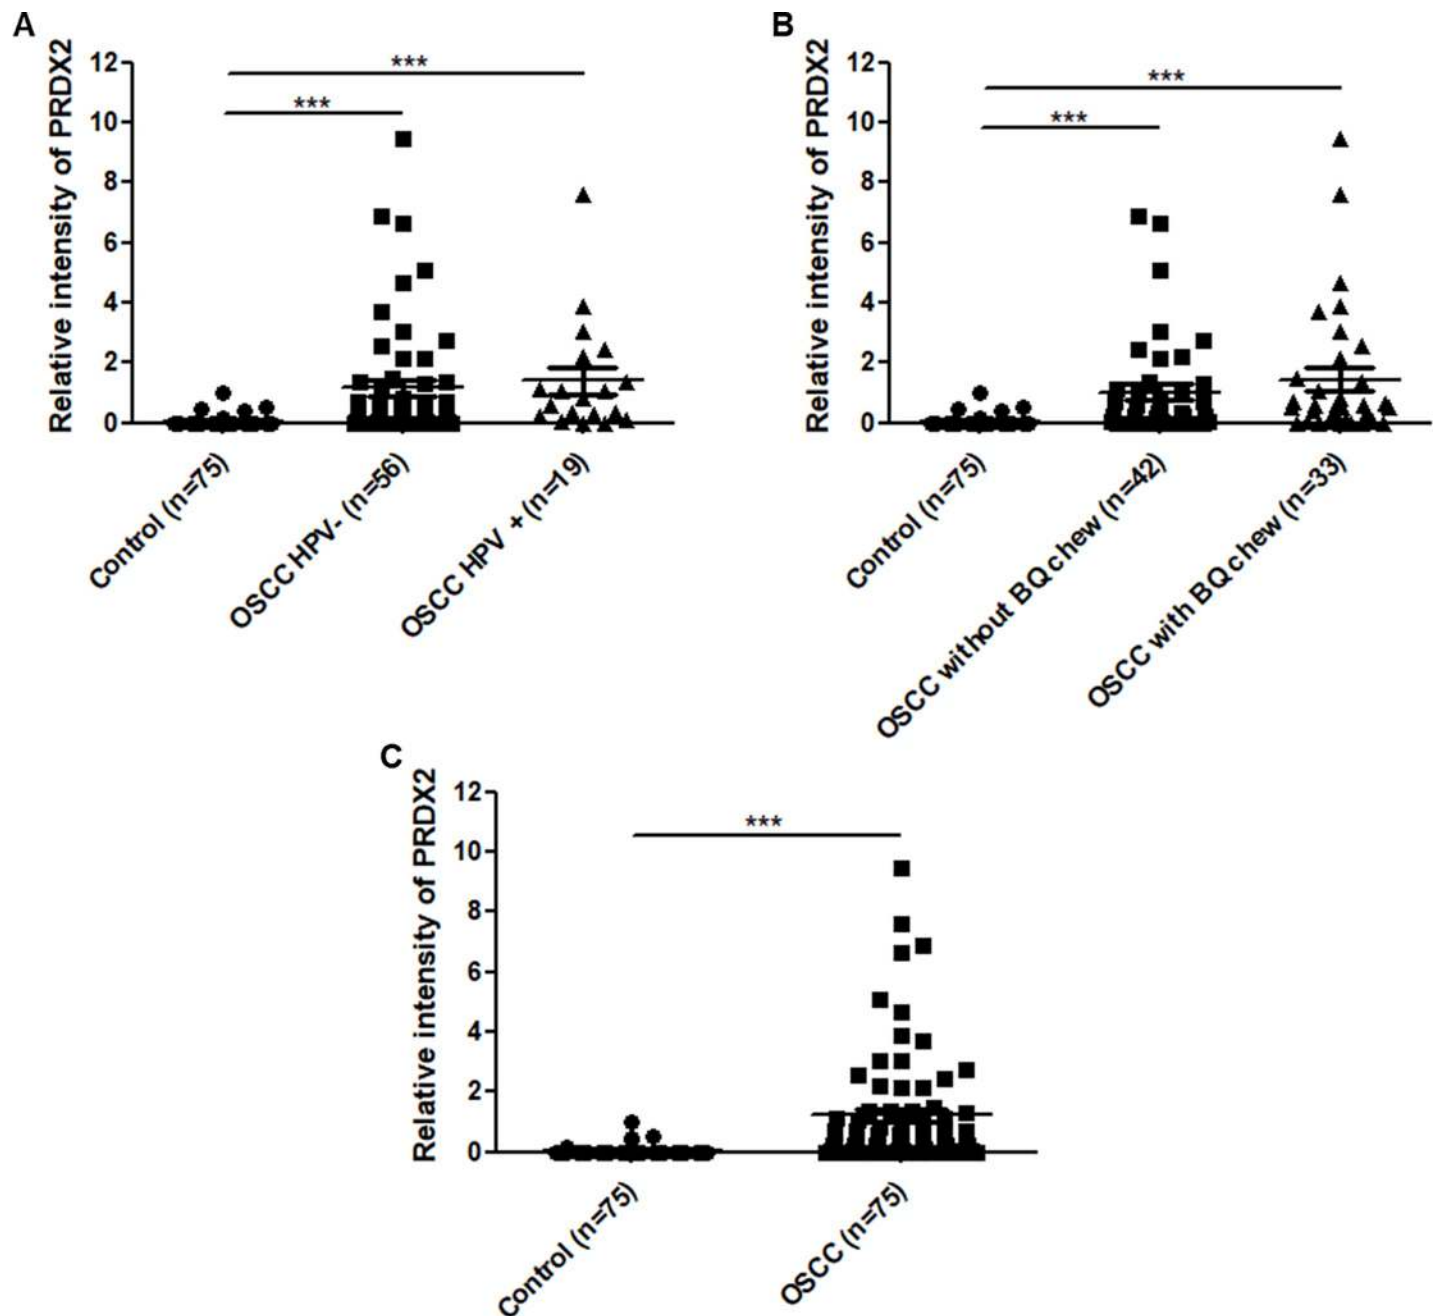 A
Relative intensity of PRDX2
12
10
8
6
4
2
0
***
***
Control (n=75)
OSCC HPV- (n=56)
OSCC HPV + (n=19)
B
Relative intensity of PRDX2
12
10
8
6
4
2
0
***
***
Control (n=75)
OSCC without BQ chew (n=42)
OSCC with BQ chew (n=33)
C
Relative intensity of PRDX2
12
10
8
6
4
2
0
***
Control (n=75)
OSCC (n=75)